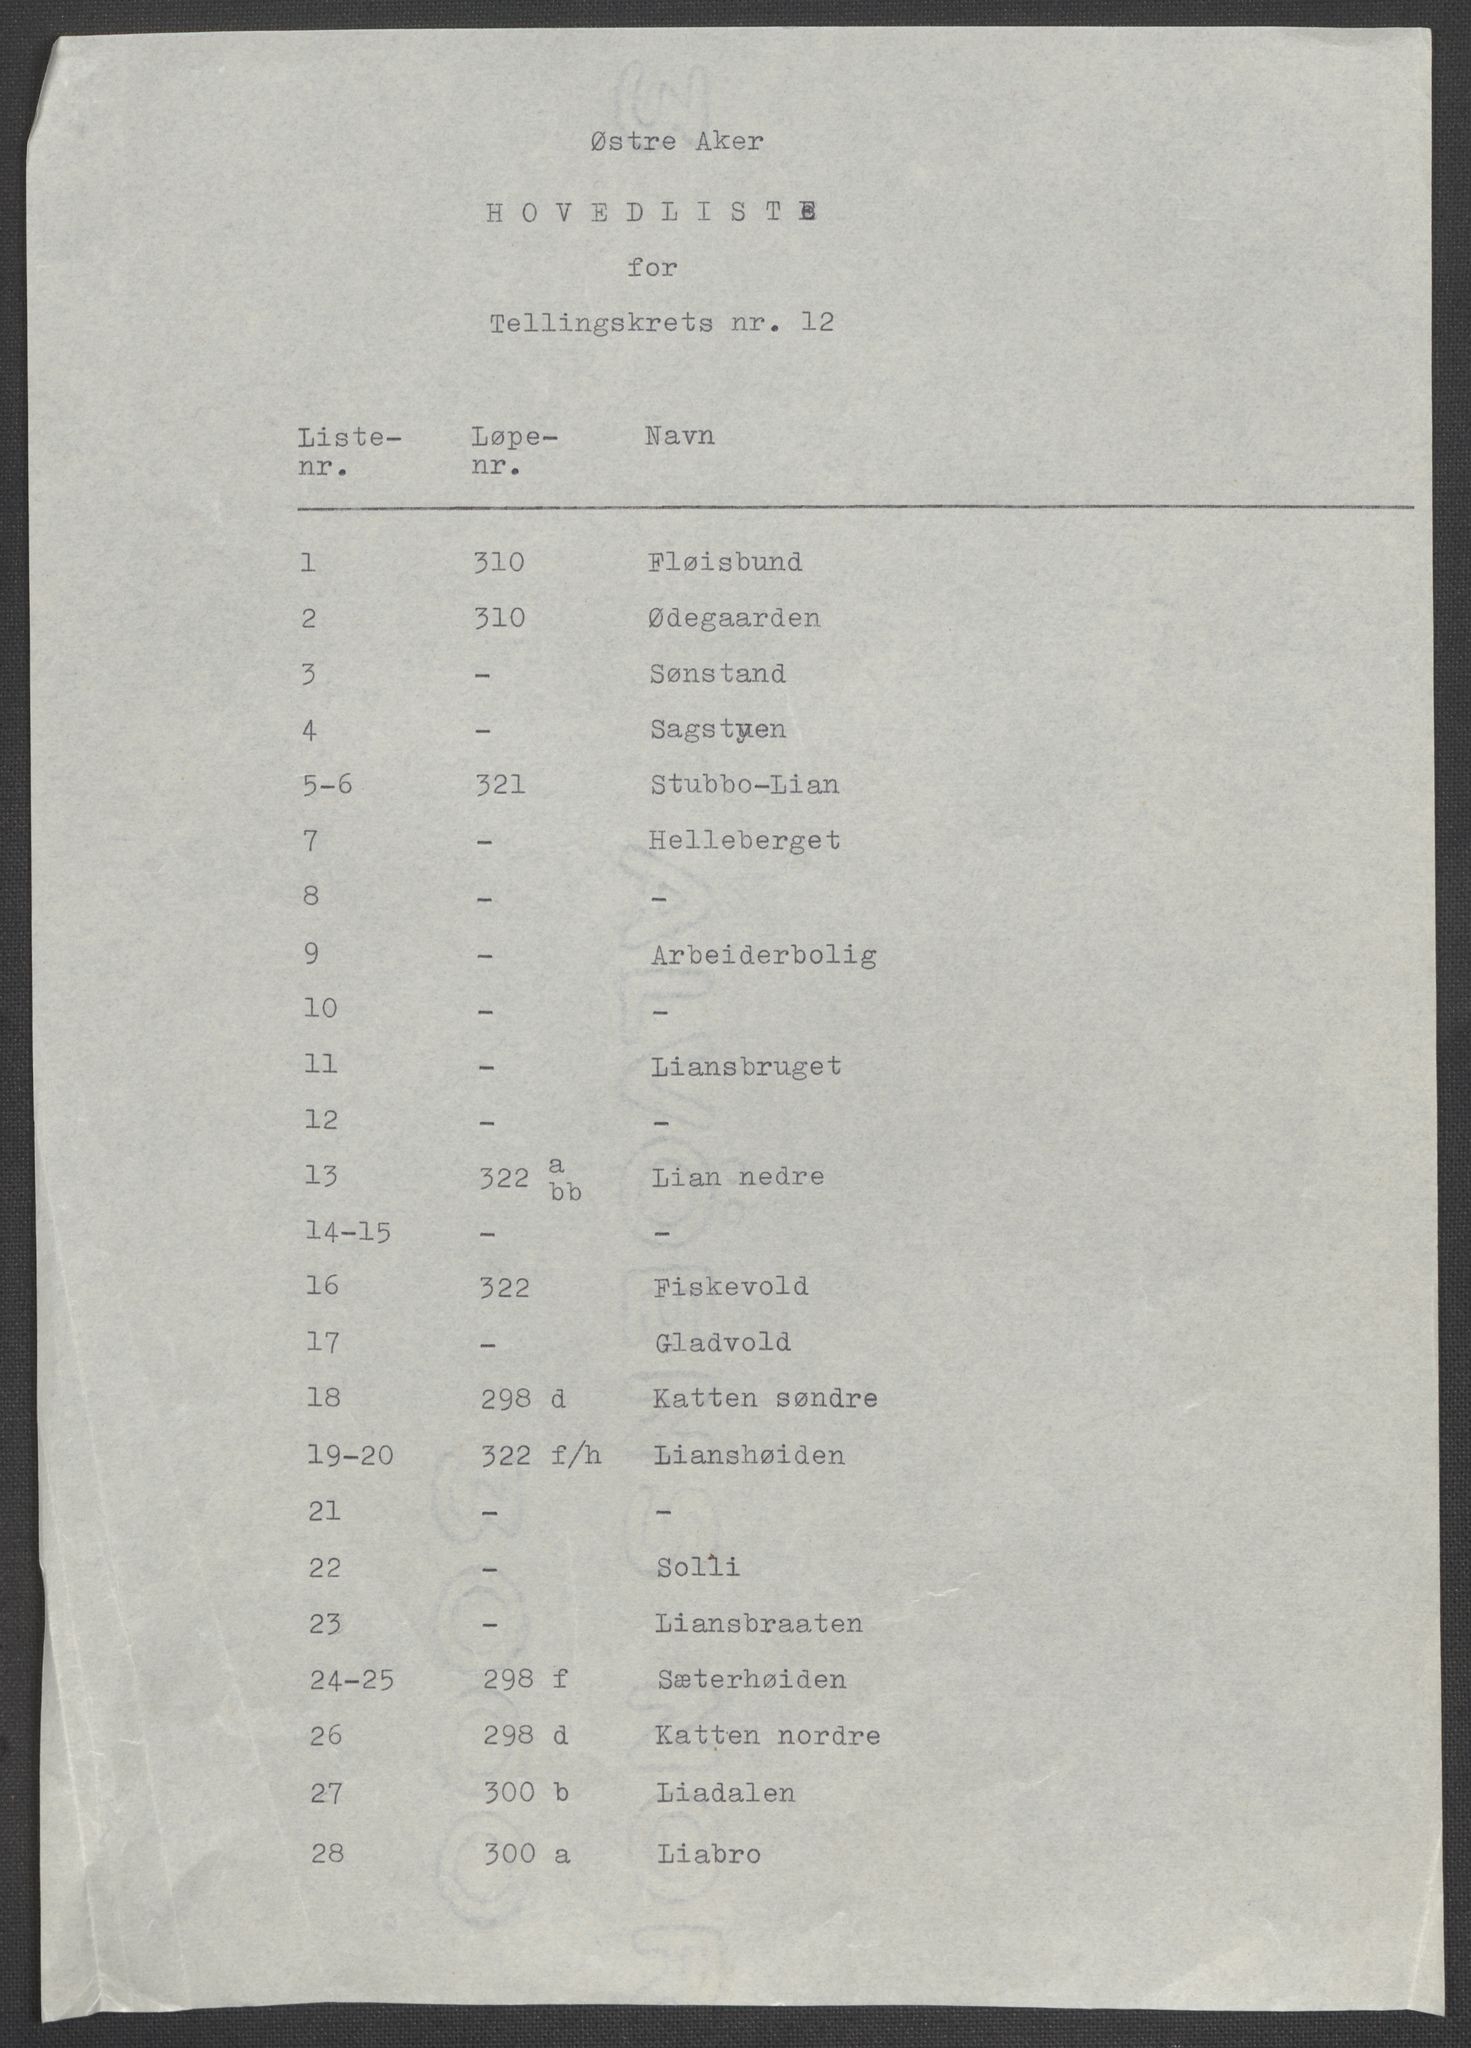 Østre Aker
H O V E D L I S T E
for
Tellingskrets nr. 12
Liste- Løpe- Navn
nr. nr.
1 310 Fløisbund
2 310 Ødegaarden
3 - Sønstand
4 - Sagstuen
5-6 321 Stubbo-Lian
7 - Helleberget
8 - -
9 - Arbeiderbolig
10 - -
11 - Liansbruget
12 - -
13 322 a bb Lian nedre
14-15 - -
16 322 Fiskevold
17 - Gladvold
18 298 d Katten søndre
19-20 322 f/h Lianshøiden
21 - -
22 - Solli
23 - Liansbraaten
24-25 298 f Sæterhøiden
26 298 d Katten nordre
27 300 b Liadalen
28 300 a Liabro